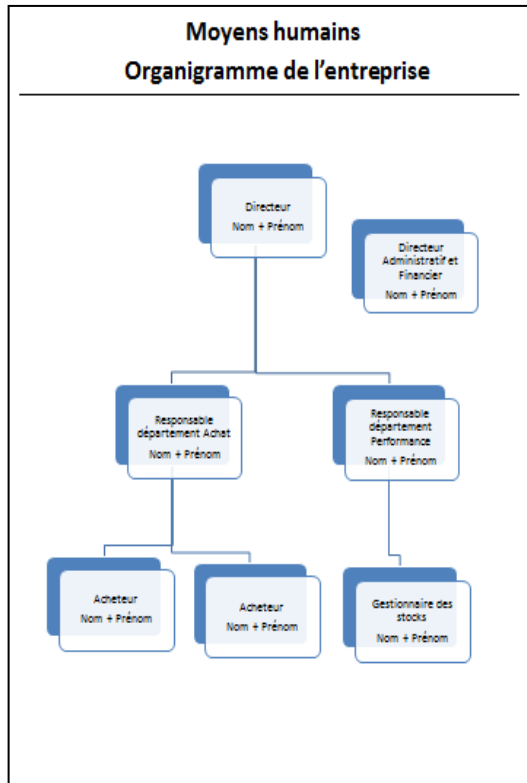 Moyens humains
Organigramme de l'entreprise
Directeur
Nom + Prénom
Directeur
Administratif et
Financier
Nom + Prénom
Responsable
département Achat
Nom + Prénom
Responsable
département
Performance
Nom + Prénom
Acheteur
Nom + Prénom
Acheteur
Nom + Prénom
Gestionnaire des
stocks
Nom + Prénom